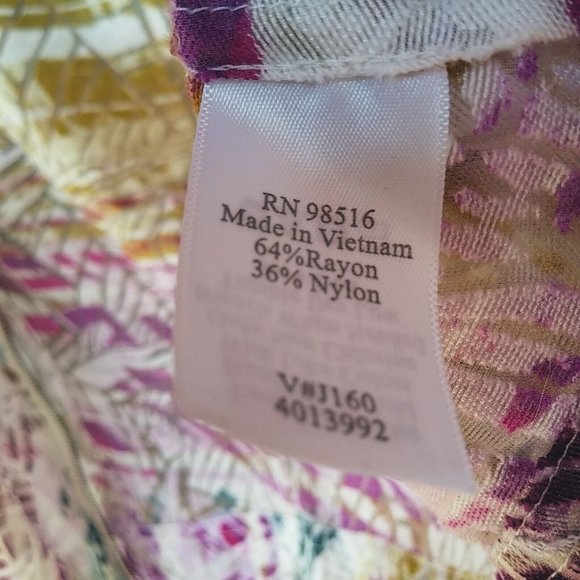 RN 98516
Made in Vietnam
64%Rayon
36% Nylon
V#J160
4013992